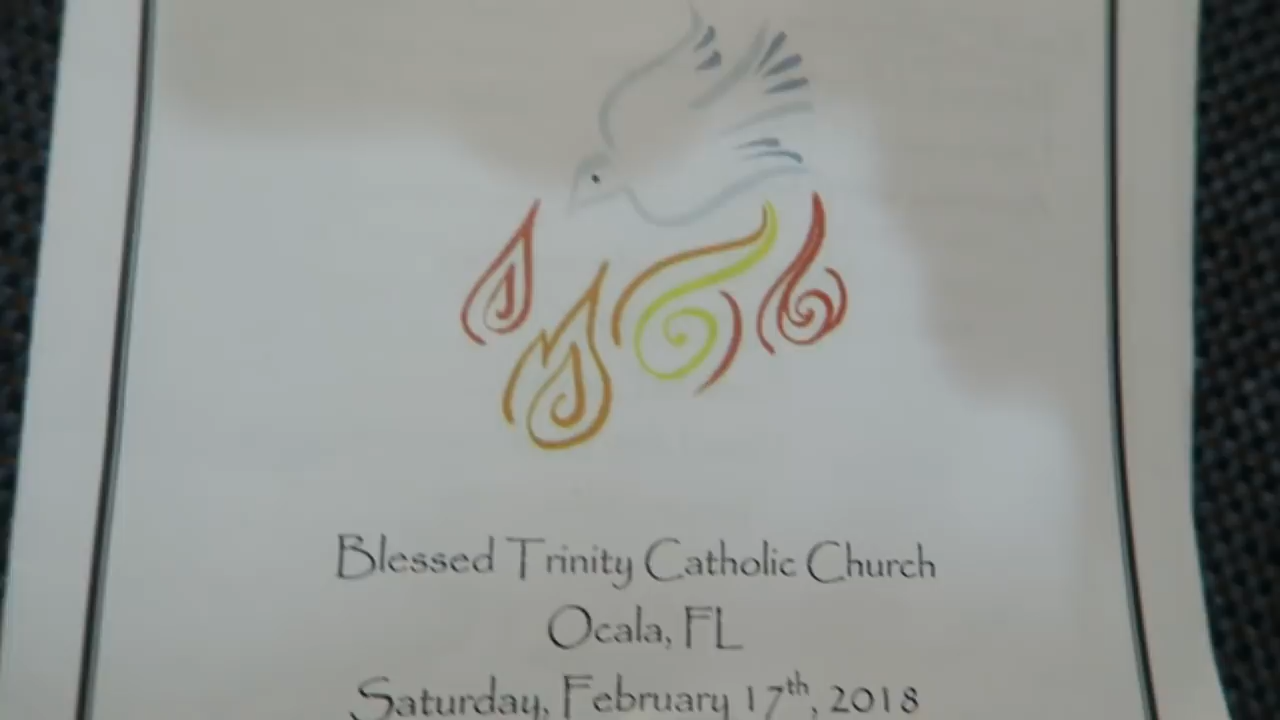 Blessed Trinity Catholic Church
Ocala, FL
Saturday, February 17th, 2018